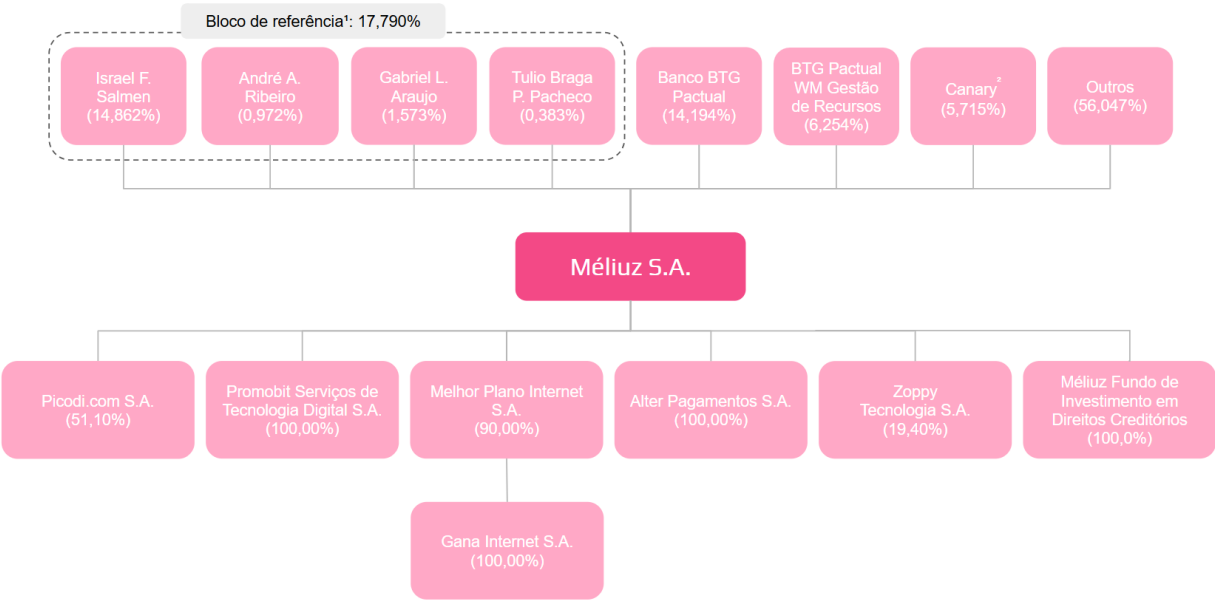 Bloco de referência¹: 17,790%
Israel F.
Salmen
(14,862%)
André A.
Ribeiro
(0,972%)
Gabriel L.
Araujo
(1,573%)
Tulio Braga
P. Pacheco
(0,383%)
Banco BTG
Pactual
(14,194%)
BTG Pactual
WM Gestão
de Recursos
(6,254%)
Canary²
(5,715%)
Outros
(56,047%)
Méliuz S.A.
Picodi.com S.A.
(51,10%)
Promobit Serviços de
Tecnologia Digital S.A.
(100,00%)
Melhor Plano Internet
S.A.
(90,00%)
Alter Pagamentos S.A.
(100,00%)
Zoppy
Tecnologia S.A.
(19,40%)
Méliuz Fundo de
Investimento em
Direitos Creditórios
(100,0%)
Gana Internet S.A.
(100,00%)